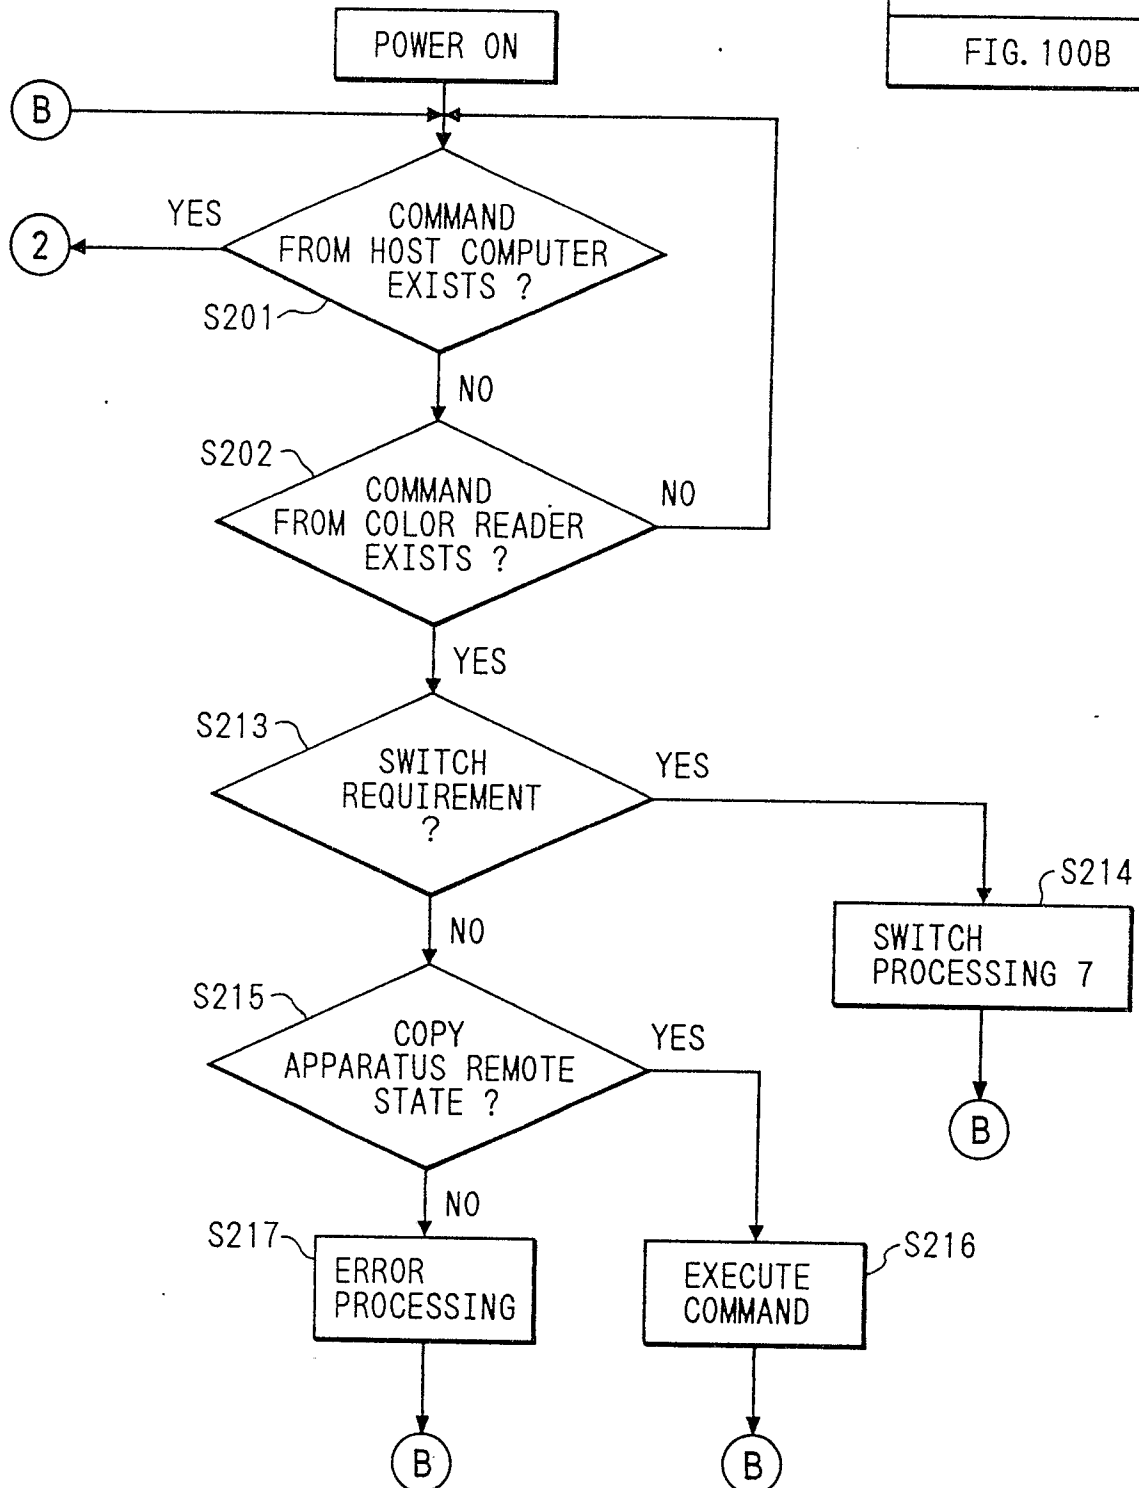 POWER ON
FIG. 100B
B
YES
2
COMMAND
FROM HOST COMPUTER
EXISTS ?
S201
NO
S202
COMMAND
FROM COLOR READER
EXISTS ?
NO
YES
S213
SWITCH
REQUIREMENT
?
YES
S214
SWITCH
PROCESSING 7
NO
S215
COPY
APPARATUS REMOTE
STATE ?
YES
B
NO
S217
ERROR
PROCESSING
S216
EXECUTE
COMMAND
B
B